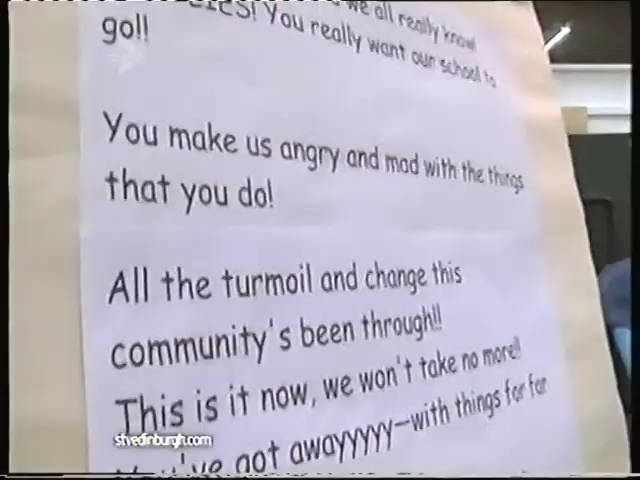 we all really know
You really want our school to
go!!
You make us angry and mad with the things
that you do!
All the turmoil and change this
community's been through!!
This is it now, we won't take no more!!
got awayyyyy-with things for far
stvedinburgh.com